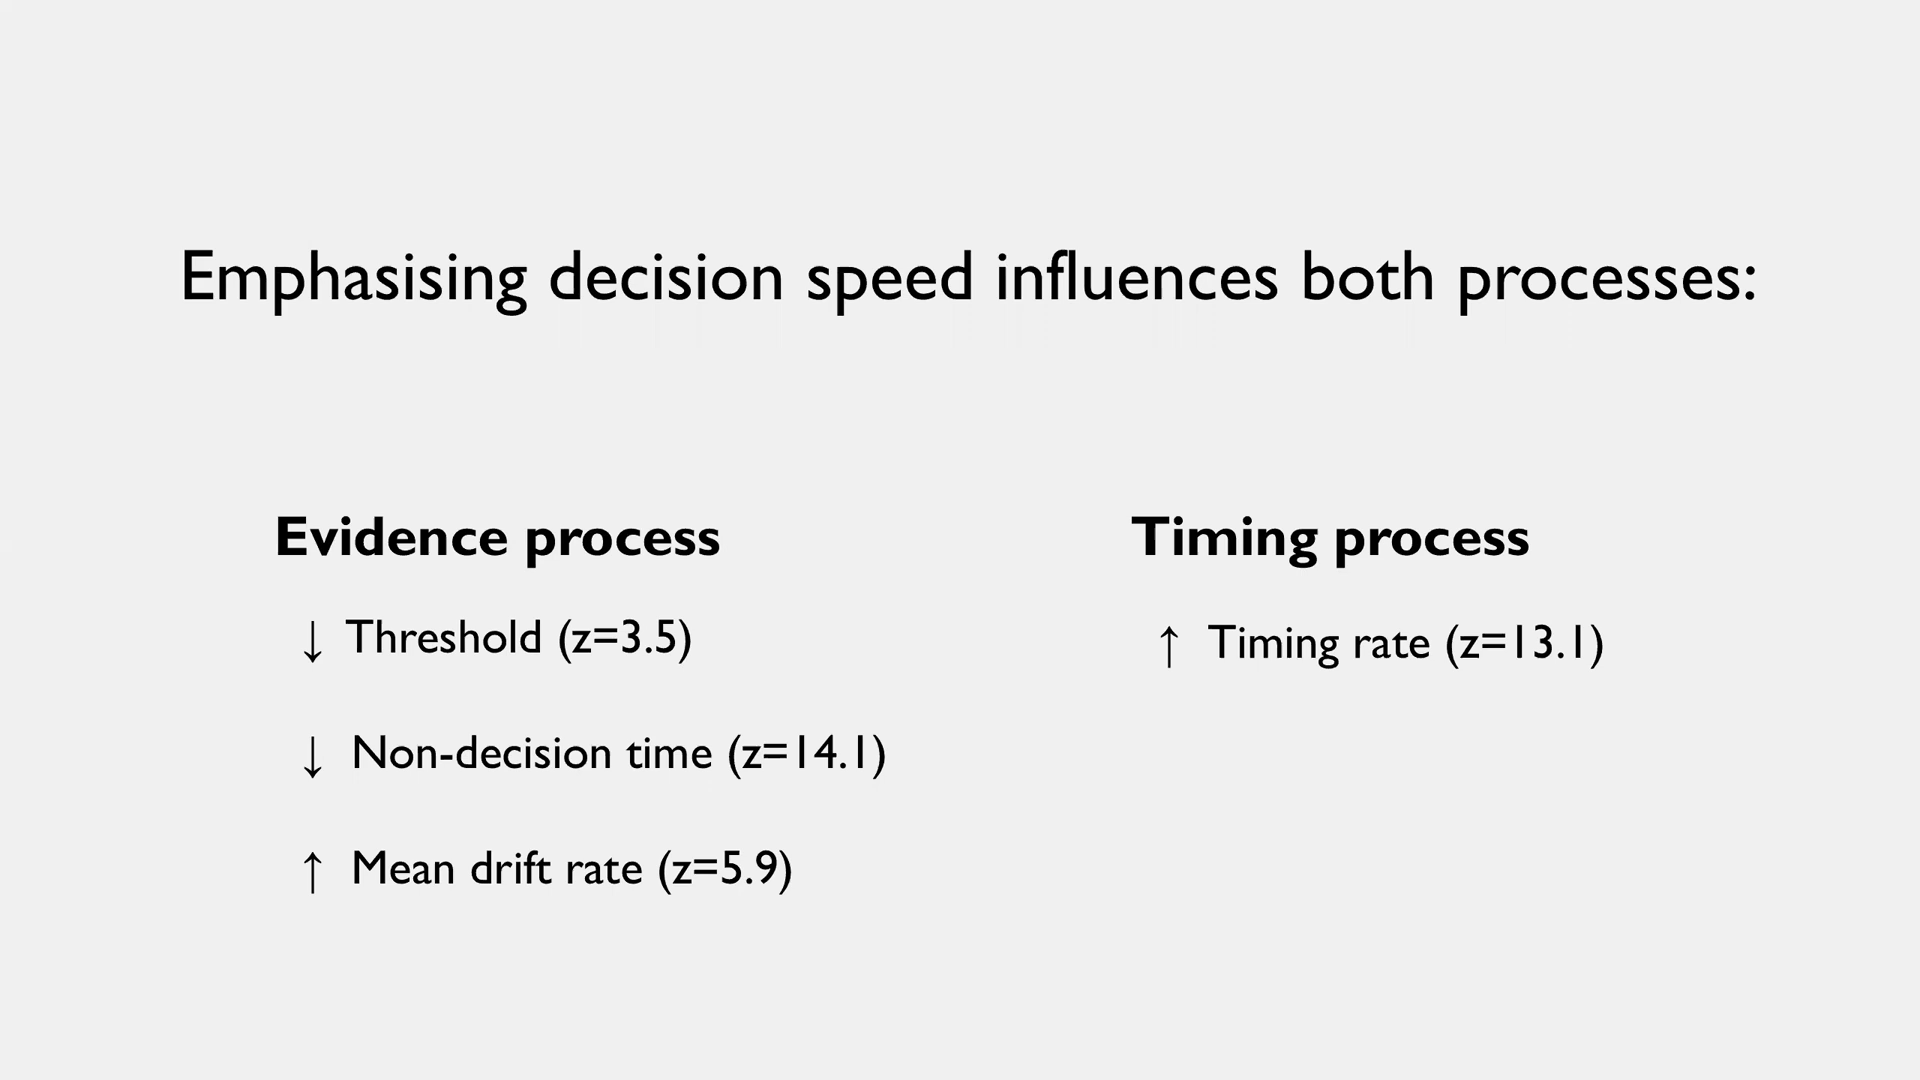 Emphasising decision speed influences both processes:
Evidence process
↓ Threshold (z=3.5)
↓ Non-decision time (z=14.1)
↑ Mean drift rate (z=5.9)
Timing process
↑ Timing rate (z=13.1)